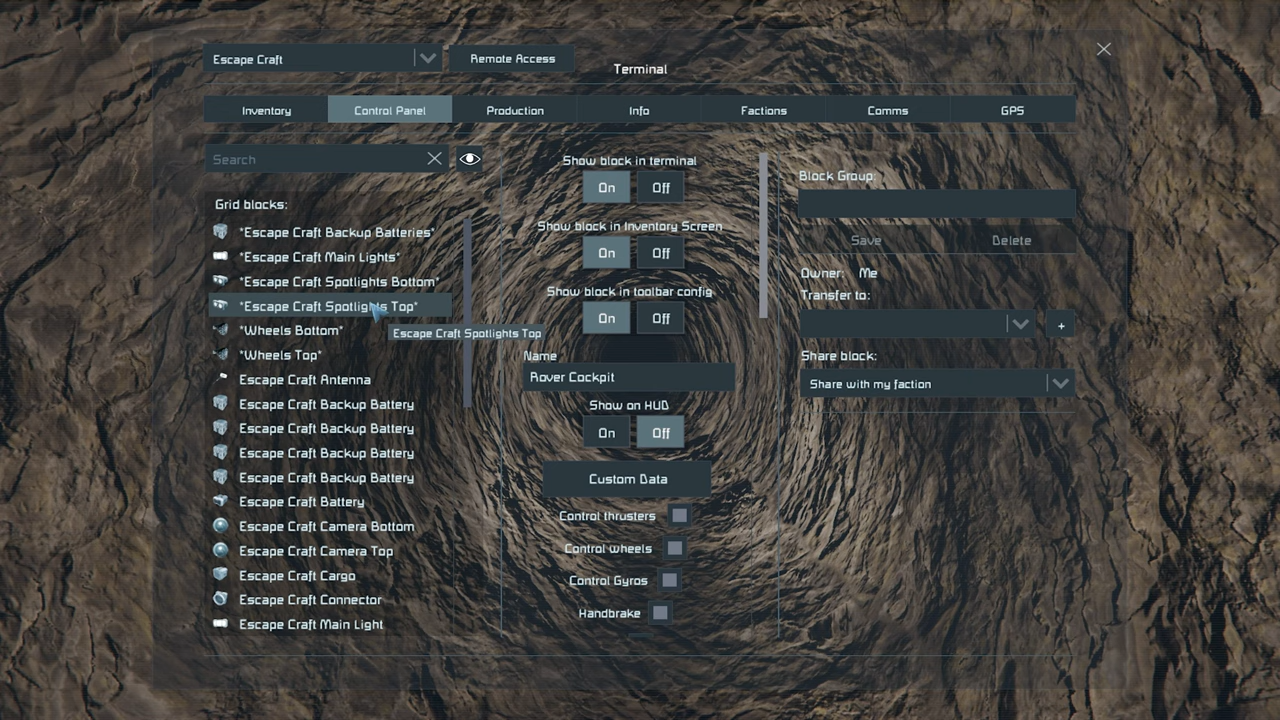 Escape Craft
Remote Access
Terminal
Inventory
Control Panel
Production
Info
Factions
Comms
GPS
Search
Grid blocks:
*Escape Craft Backup Batteries*
*Escape Craft Main Lights*
*Escape Craft Spotlights Bottom*
*Escape Craft Spotlights Top*
Escape Craft Spotlights Top
*Wheels Bottom*
*Wheels Top*
Escape Craft Antenna
Escape Craft Backup Battery
Escape Craft Backup Battery
Escape Craft Backup Battery
Escape Craft Backup Battery
Escape Craft Battery
Escape Craft Camera Bottom
Escape Craft Camera Top
Escape Craft Cargo
Escape Craft Connector
Escape Craft Main Light
Show block in terminal
On Off
Show block in Inventory Screen
On Off
Show block in toolbar config
On Off
Name
Rover Cockpit
Show on HUD
On Off
Custom Data
Control thrusters
Control wheels
Control Gyros
Handbrake
Block Group:
Save
Delete
Owner: Me
Transfer to:
+
Share block:
Share with my faction